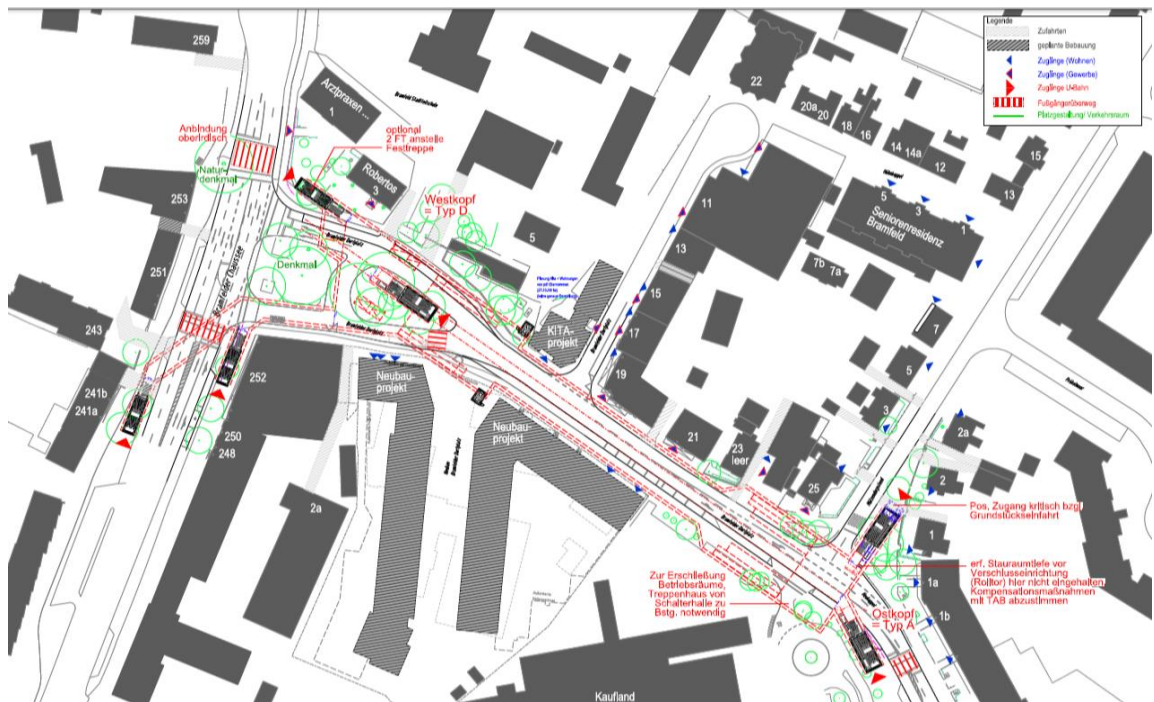 Legende
Zufahrten
geplante Bebauung
Zugänge (Wohnen)
Zugänge (Gewerbe)
Zugänge U-Bahn
Fußgängerüberweg
Platzgestaltung/ Verkehrsraum
259
Arztpraxen ...
1
Anbindung
oberirdisch
optional
2 FT anstelle
Festtreppe
Natur-
denkmal
Robertos
3
253
Westkopf
= Typ D
5
251
Denkmal
243
241b
241a
252
250
248
2a
KITA-
projekt
Neubau-
projekt
Neubau-
projekt
22
20a
20
18
16
14
14a
12
15
13
11
13
15
17
19
5
3
1
Seniorenresidenz
Bramfeld
7b
7a
7
5
3
2a
2
21
23
leer
25
1
1a
1b
Pos. Zugang kritisch bzgl.
Grundstückseinfahrt
erf. Stauraumtiefe vor
Verschlusseinrichtung
(Rolltor) hier nicht eingehalten,
Kompensationsmaßnahmen
mit TAB abzustimmen
Zur Erschließung
Betriebsräume,
Treppenhaus von
Schalterhalle zu
Bstg. notwendig
Ostkopf
= Typ A
Kaufland